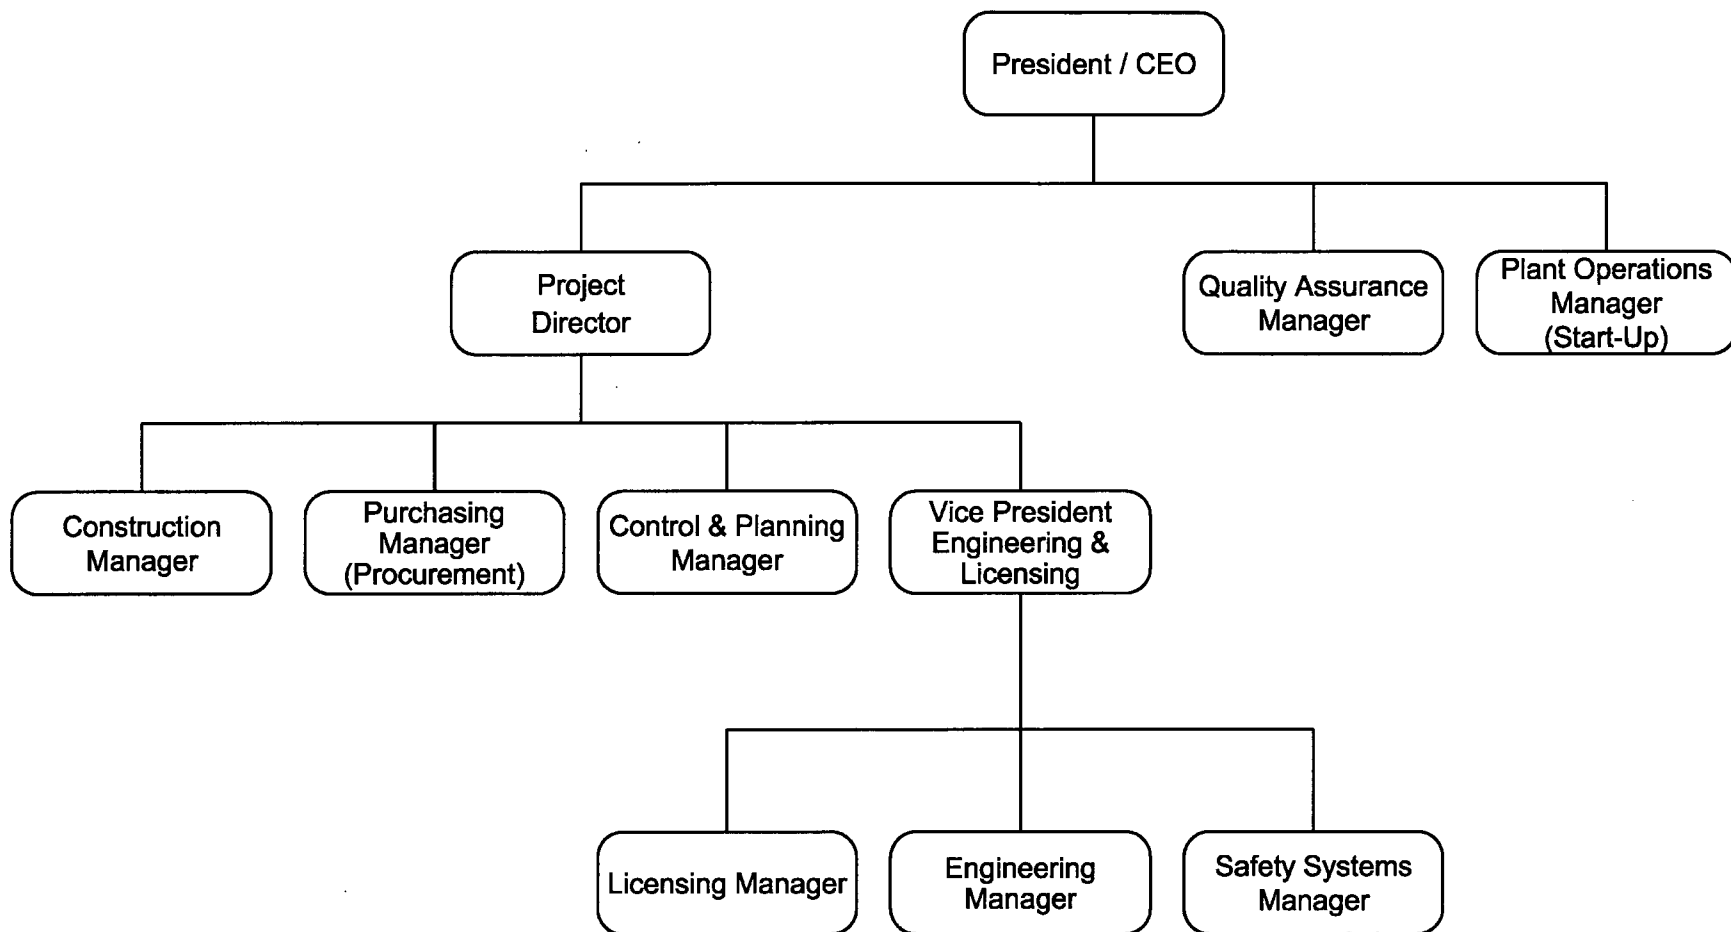 President / CEO
Project
Director
Quality Assurance
Manager
Plant Operations
Manager
(Start-Up)
Construction
Manager
Purchasing
Manager
(Procurement)
Control & Planning
Manager
Vice President
Engineering &
Licensing
Licensing Manager
Engineering
Manager
Safety Systems
Manager